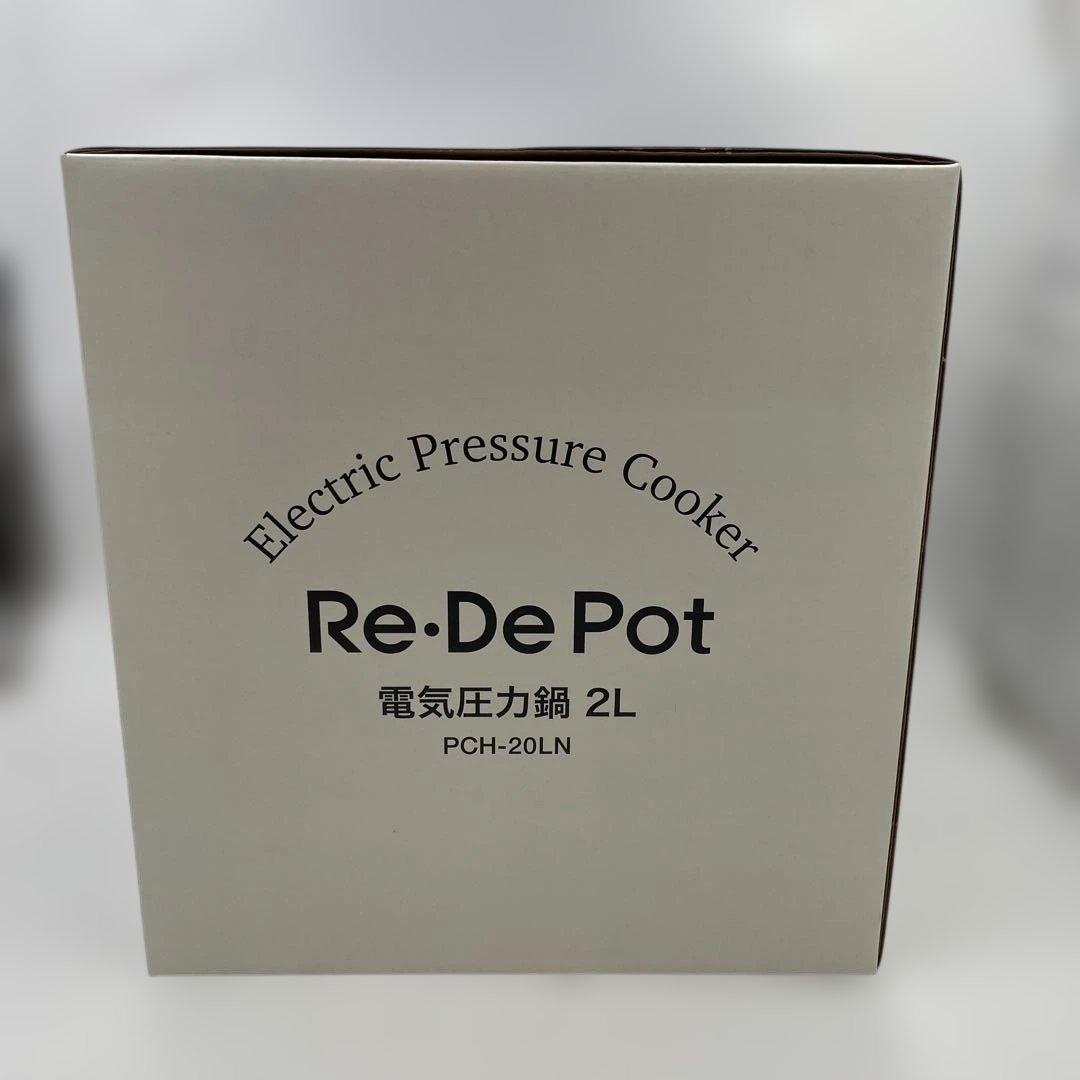 Electric Pressure Cooker
Re·De Pot
電気圧力鍋 2L
PCH-20LN